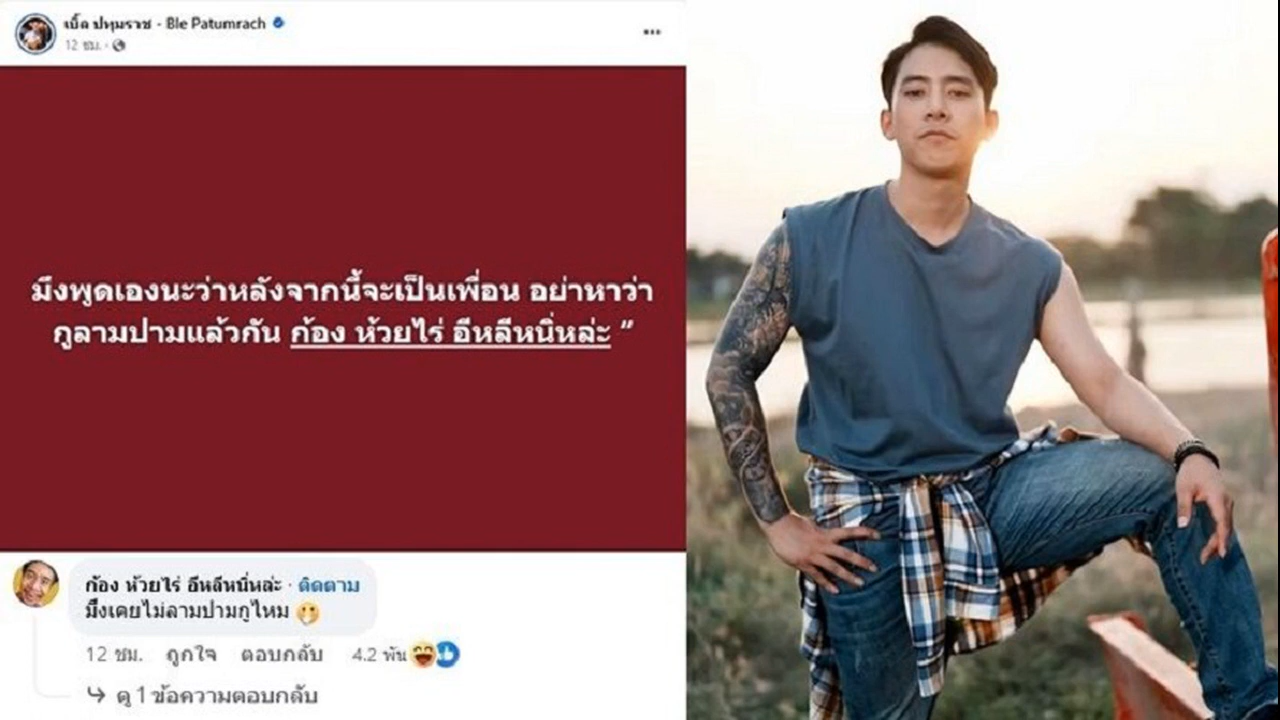 เบิ้ล ปทุมราช - Ble Patumrach
12 ชม.
มึงพูดเองนะว่าหลังจากนี้จะเป็นเพื่อน อย่าหาว่า
กูลามปามแล้วกัน ก้อง ห้วยไร่ อีหลีหนิ่หล่ะ “
ก้อง ห้วยไร่ อีหลีหนิ่หล่ะ · ติดตาม
มึงเคยไม่ลามปามกูไหม
12 ชม. ถูกใจ ตอบกลับ 4.2 พัน
ดู 1 ข้อความตอบกลับ